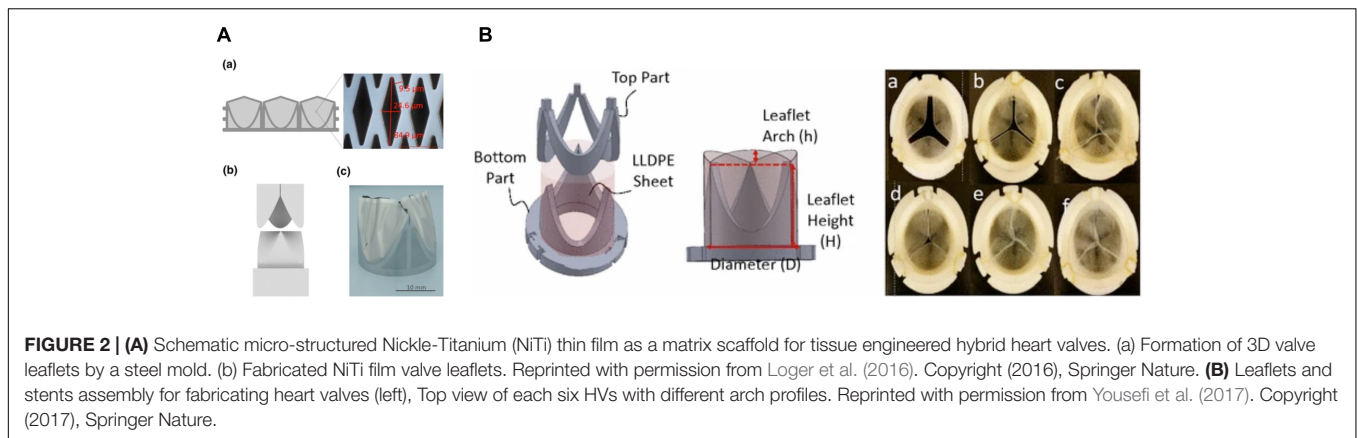 A
B
(a)
9.5 µm
24.6 µm
84.9 µm
(b)
(c)
10 mm
Top Part
Bottom
Part
LLDPE
Sheet
Leaflet
Arch (h)
Leaflet
Height
(H)
Diameter (D)
a
b
c
d
e
f
FIGURE 2 | (A) Schematic micro-structured Nickle-Titanium (NiTi) thin film as a matrix scaffold for tissue engineered hybrid heart valves. (a) Formation of 3D valve
leaflets by a steel mold. (b) Fabricated NiTi film valve leaflets. Reprinted with permission from Loger et al. (2016). Copyright (2016), Springer Nature. (B) Leaflets and
stents assembly for fabricating heart valves (left), Top view of each six HVs with different arch profiles. Reprinted with permission from Yousefi et al. (2017). Copyright
(2017), Springer Nature.